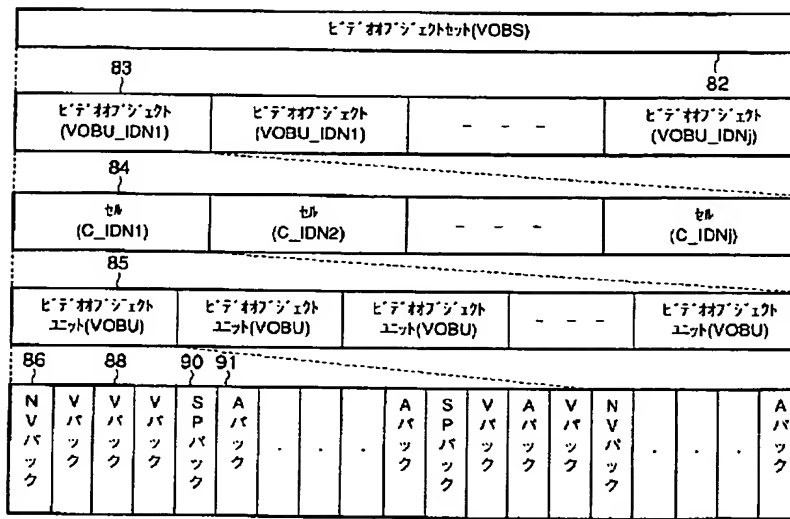 ビデオオブジェクトセット(VOBS)
83
82
ビデオオブジェクト
(VOBU_IDN1)
ビデオオブジェクト
(VOBU_IDN1)
- - -
ビデオオブジェクト
(VOBU_IDNj)
84
セル
(C_IDN1)
セル
(C_IDN2)
- - -
セル
(C_IDNj)
85
ビデオオブジェクト
ユニット(VOBU)
ビデオオブジェクト
ユニット(VOBU)
ビデオオブジェクト
ユニット(VOBU)
- - -
ビデオオブジェクト
ユニット(VOBU)
86
88
90
91
NVパック
Vパック
Vパック
Vパック
SPパック
Aパック
. . .
Aパック
SPパック
Vパック
Aパック
Vパック
NVパック
. . .
Aパック